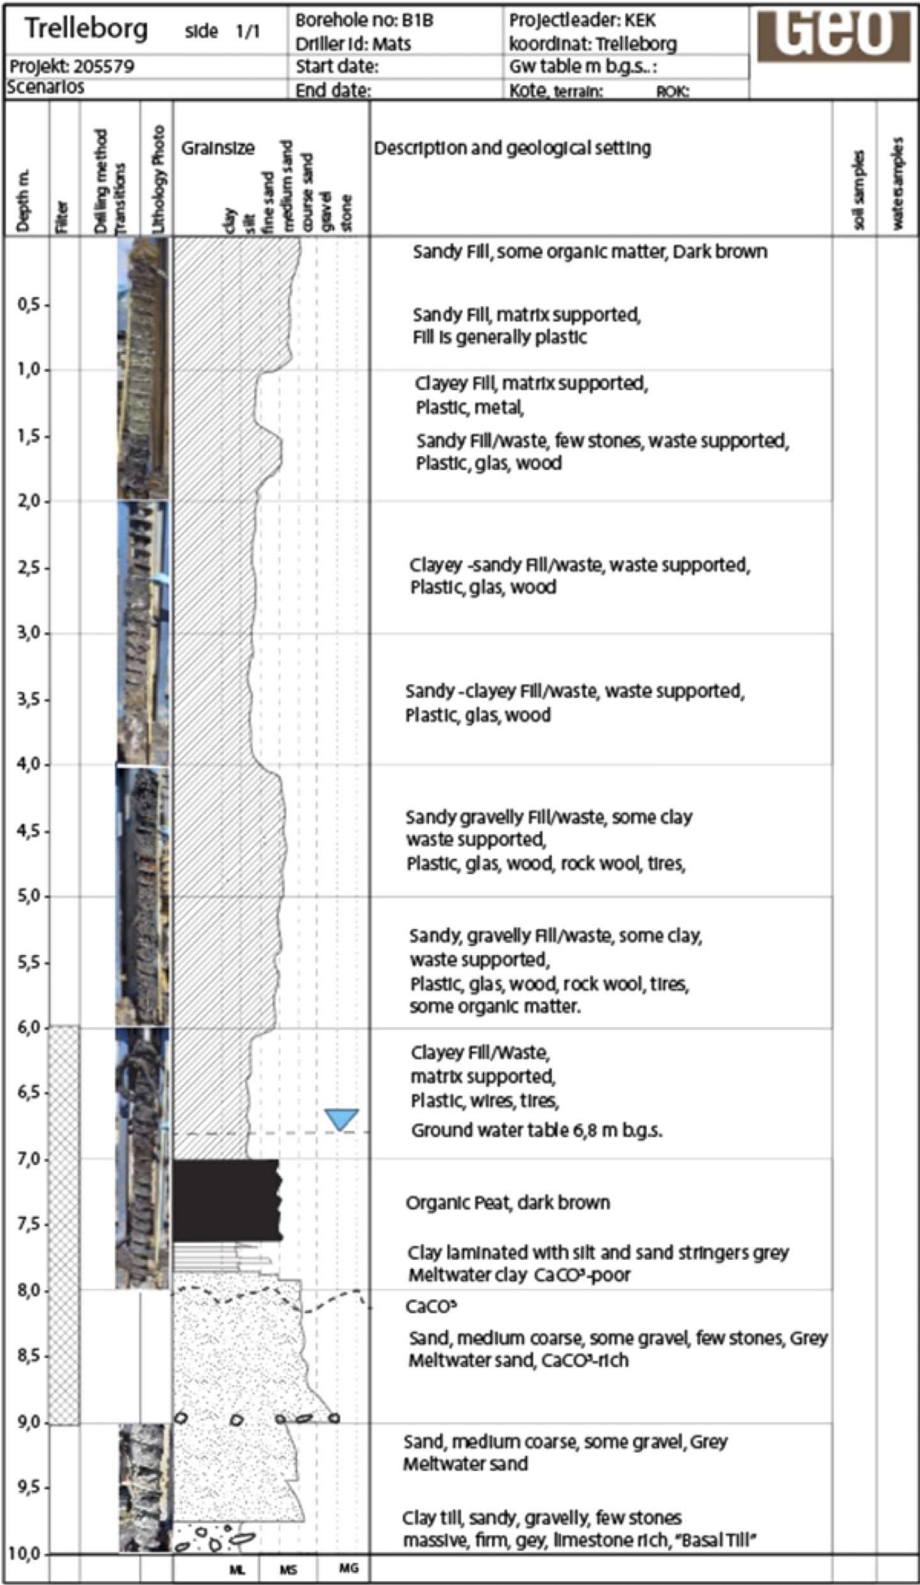 Trelleborg side 1/1
Borehole no: B1B
Driller Id: Mats
Projectleader: KEK
koordinat: Trelleborg
Geo
Projekt: 205579
Scenarios
Start date:
End date:
Gw table m b.g.s.. :
Kote, terrain: ROK:
Depth m.
Filter
Drilling method
Transitions
Lithology Photo
Grainsize
clay
silt
fine sand
medium sand
course sand
gravel
stone
Description and geological setting
soil samples
watersamples
Sandy Fill, some organic matter, Dark brown
0,5
Sandy Fill, matrix supported,
Fill is generally plastic
1,0
Clayey Fill, matrix supported,
Plastic, metal,
1,5
Sandy Fill/waste, few stones, waste supported,
Plastic, glas, wood
2,0
2,5
Clayey -sandy Fill/waste, waste supported,
Plastic, glas, wood
3,0
3,5
Sandy -clayey Fill/waste, waste supported,
Plastic, glas, wood
4,0
4,5
Sandy gravelly Fill/waste, some clay
waste supported,
Plastic, glas, wood, rock wool, tires,
5,0
5,5
Sandy, gravelly Fill/waste, some clay,
waste supported,
Plastic, glas, wood, rock wool, tires,
some organic matter.
6,0
Clayey Fill/Waste,
matrix supported,
6,5
Plastic, wires, tires,
Ground water table 6,8 m b.g.s.
7,0
Organic Peat, dark brown
7,5
Clay laminated with silt and sand stringers grey
Meltwater clay CaCO³-poor
8,0
CaCO³
Sand, medium coarse, some gravel, few stones, Grey
8,5
Meltwater sand, CaCO³-rich
9,0
Sand, medium coarse, some gravel, Grey
Meltwater sand
9,5
Clay till, sandy, gravelly, few stones
massive, firm, gey, limestone rich, "Basal Till"
10,0
ML MS MG